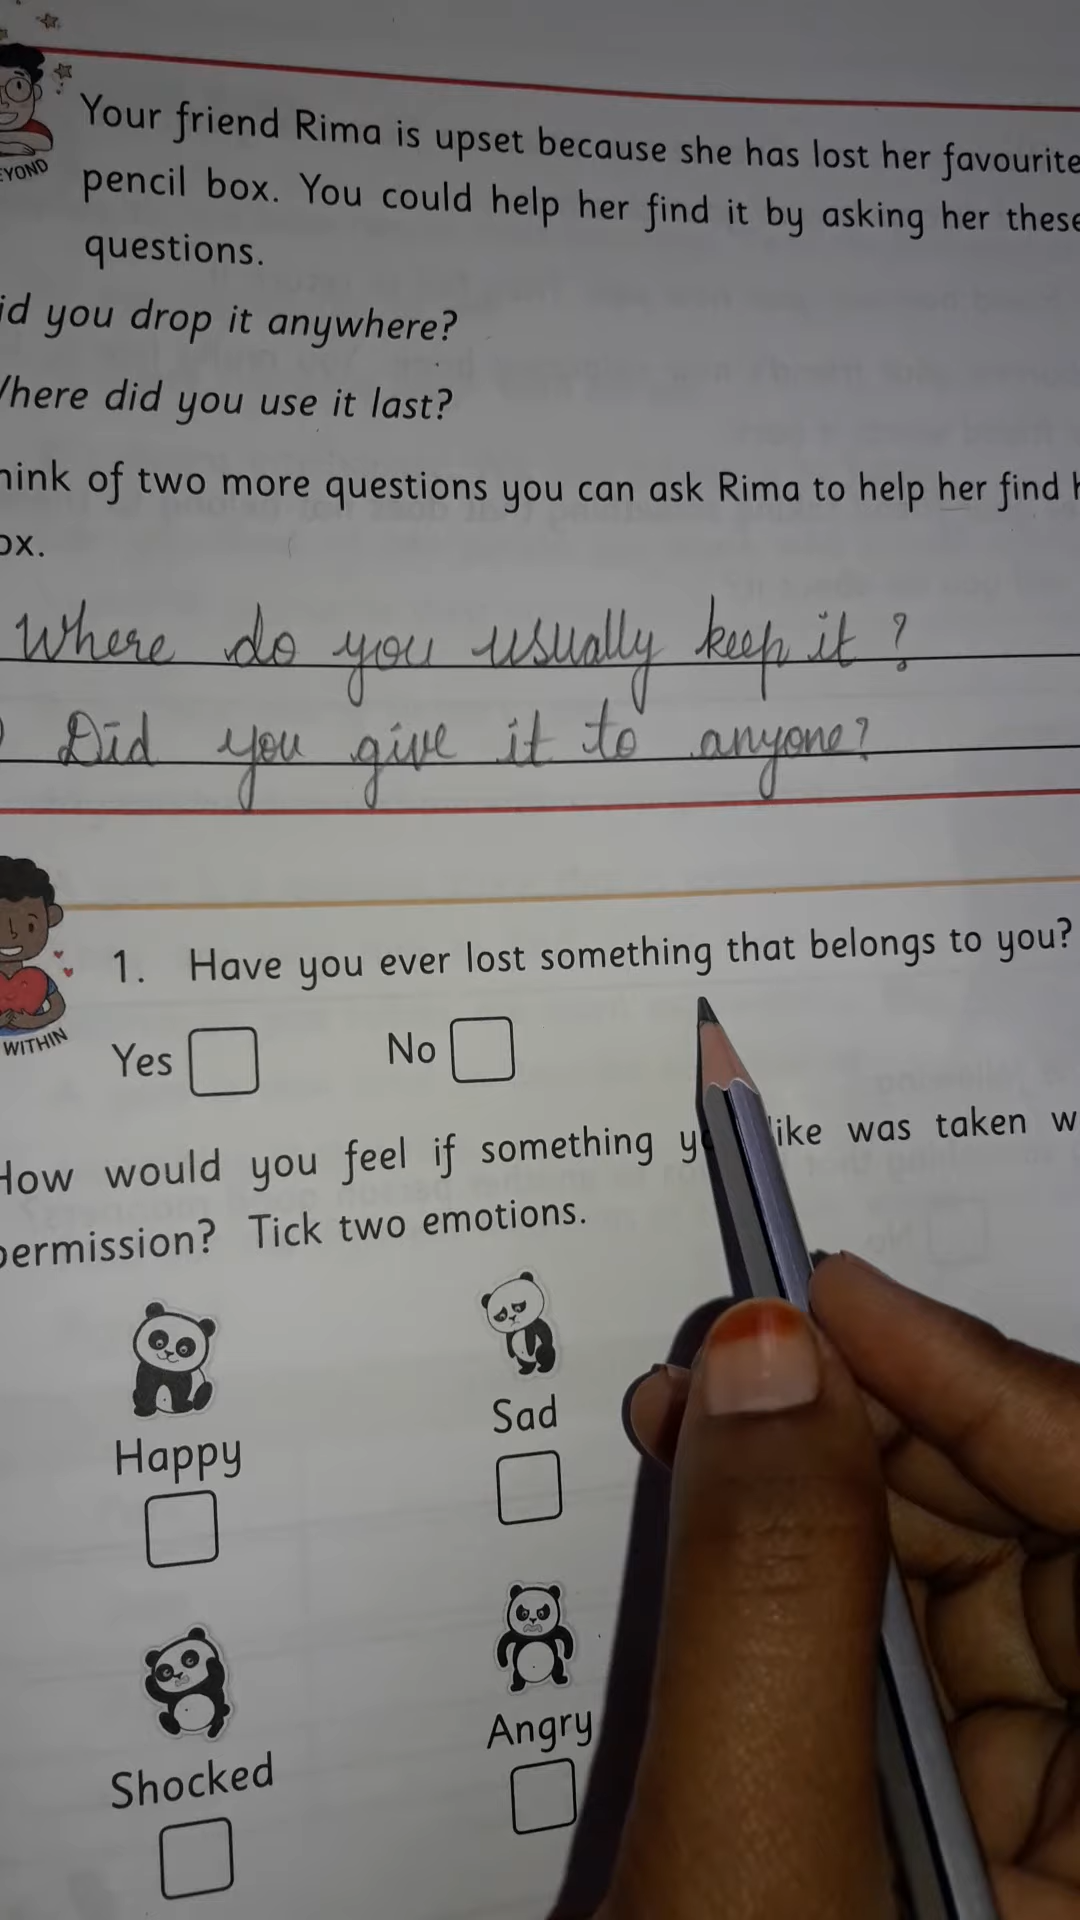 Your friend Rima is upset because she has lost her favourite
pencil box. You could help her find it by asking her these
questions.
id you drop it anywhere?
here did you use it last?
hink of two more questions you can ask Rima to help her find h
ox.
Where do you usually keep it?
Did you give it to anyone?
1. Have you ever lost something that belongs to you?
WITHIN
Yes No
How would you feel if something like was taken w
permission? Tick two emotions.
Happy Sad
Shocked Angry